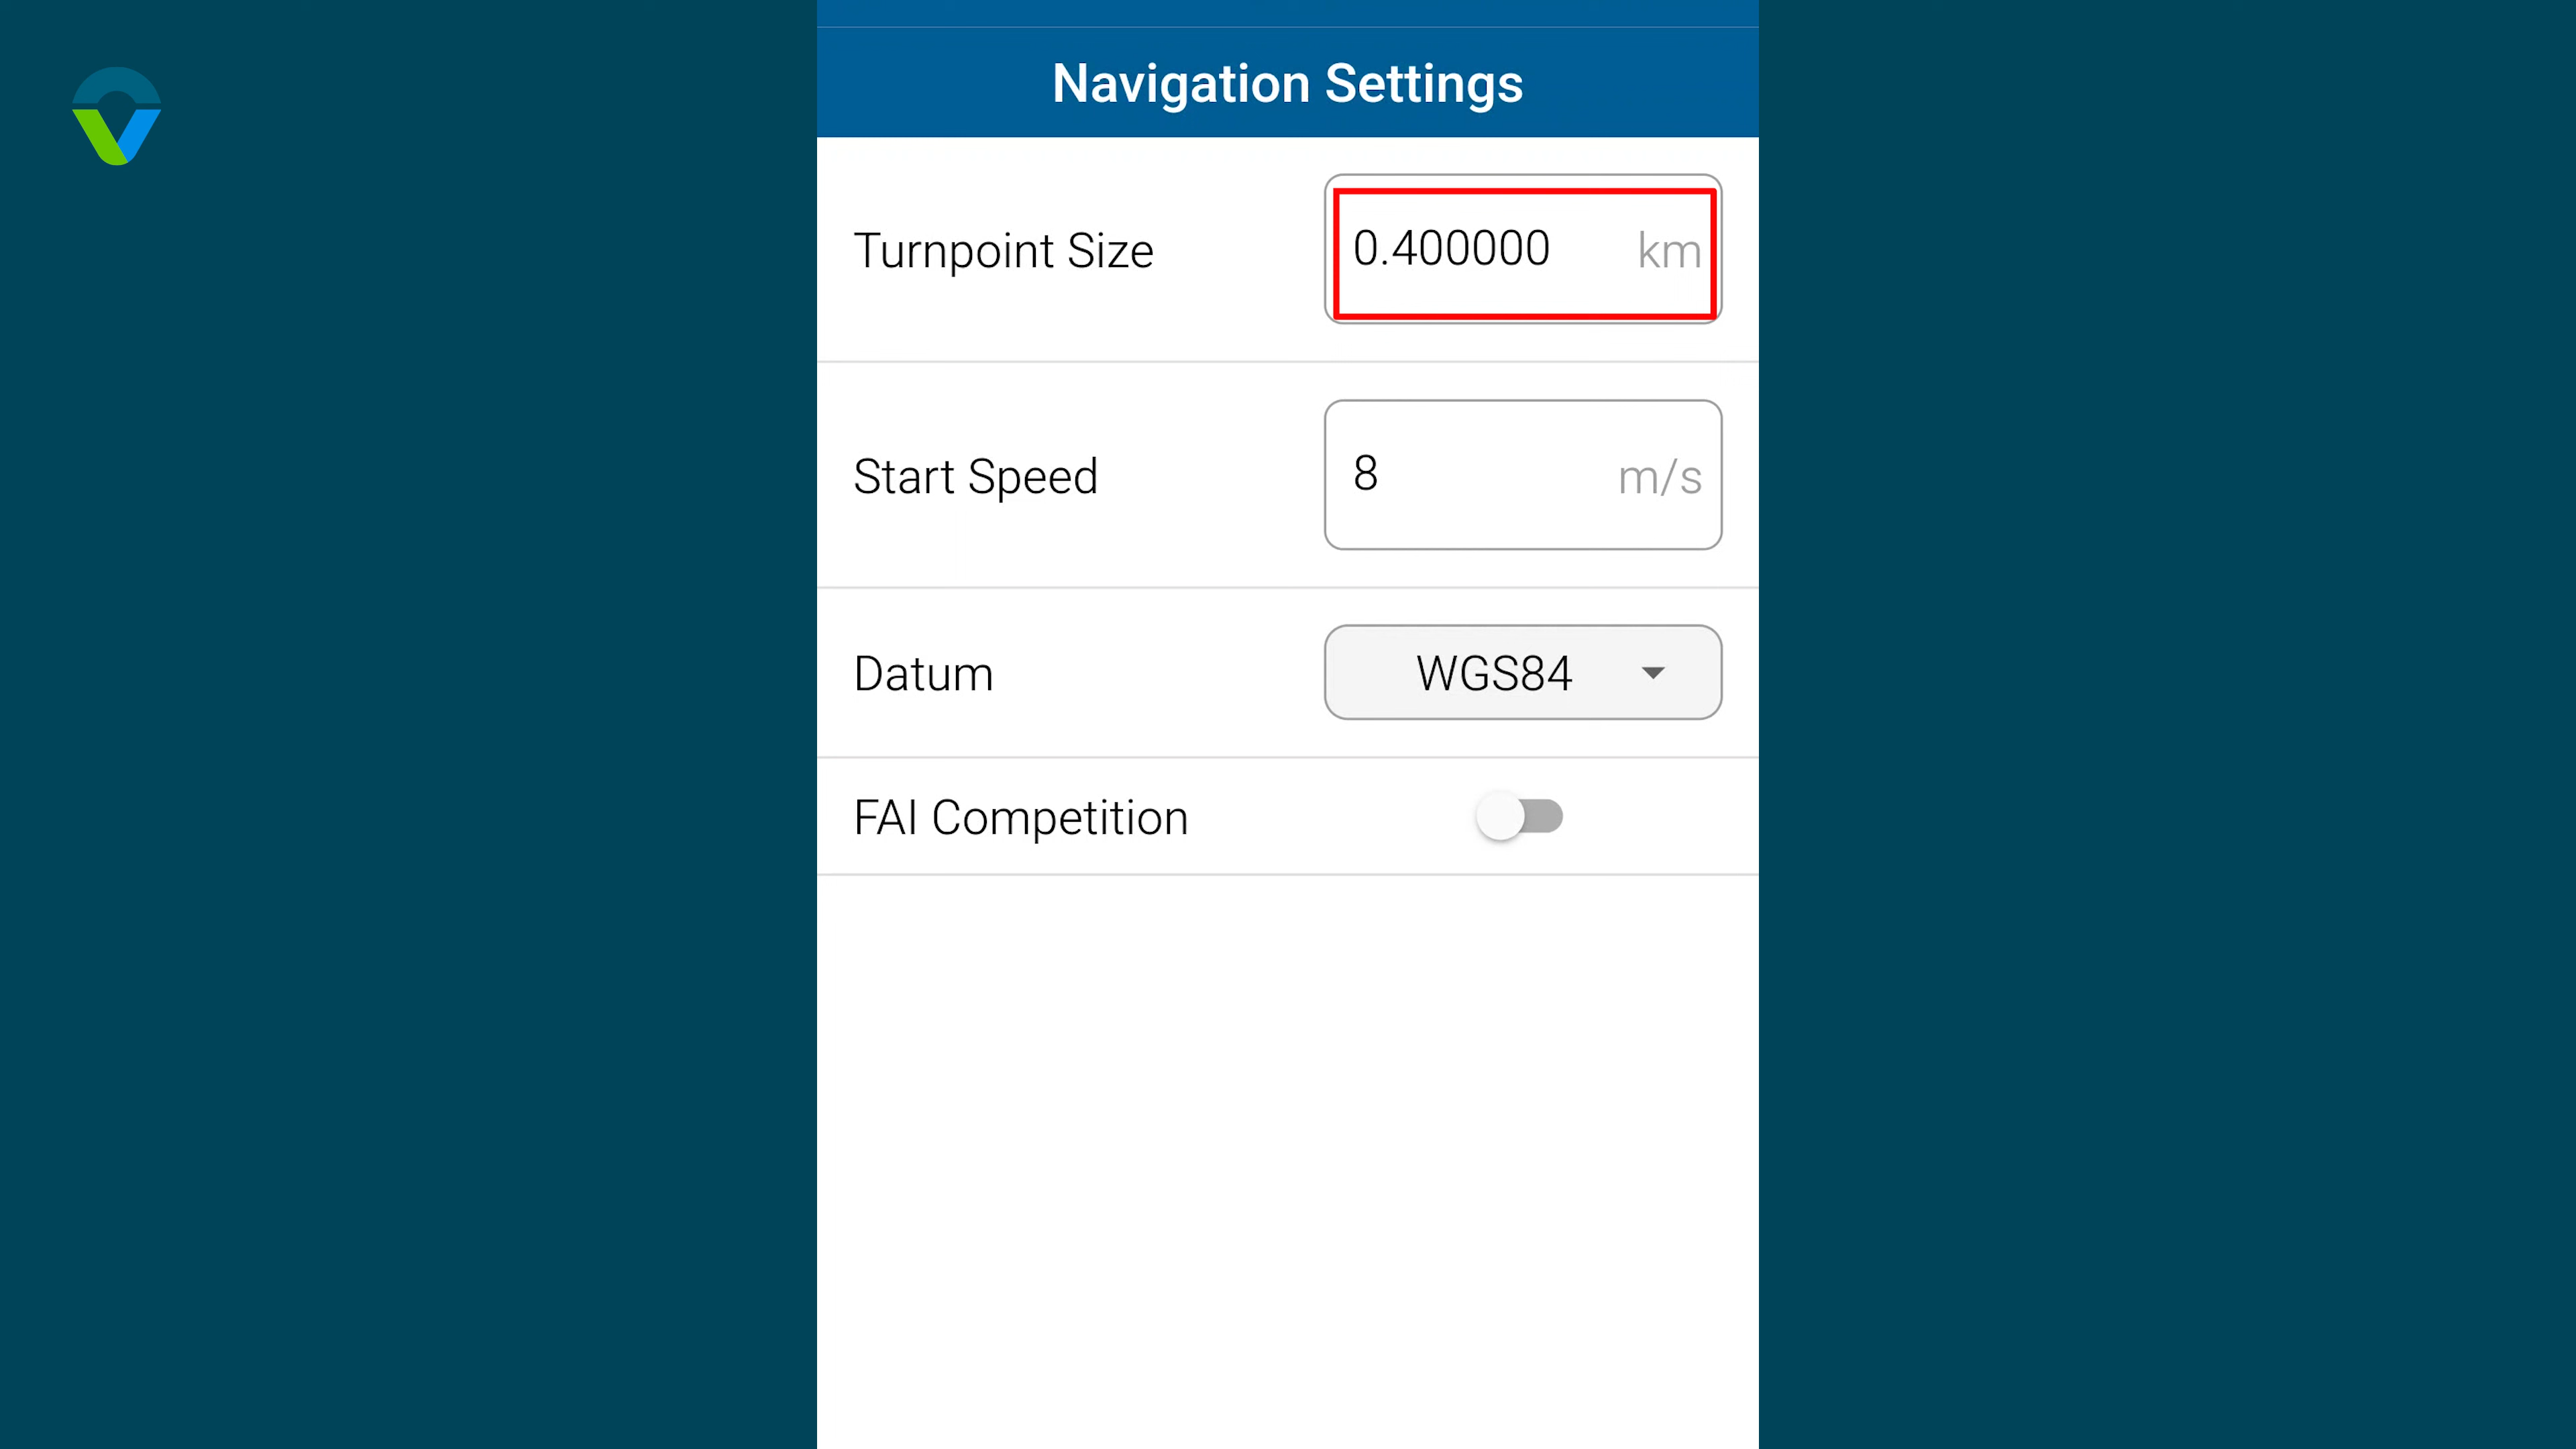 Navigation Settings
Turnpoint Size 0.400000 km
Start Speed 8 m/s
Datum WGS84
FAI Competition